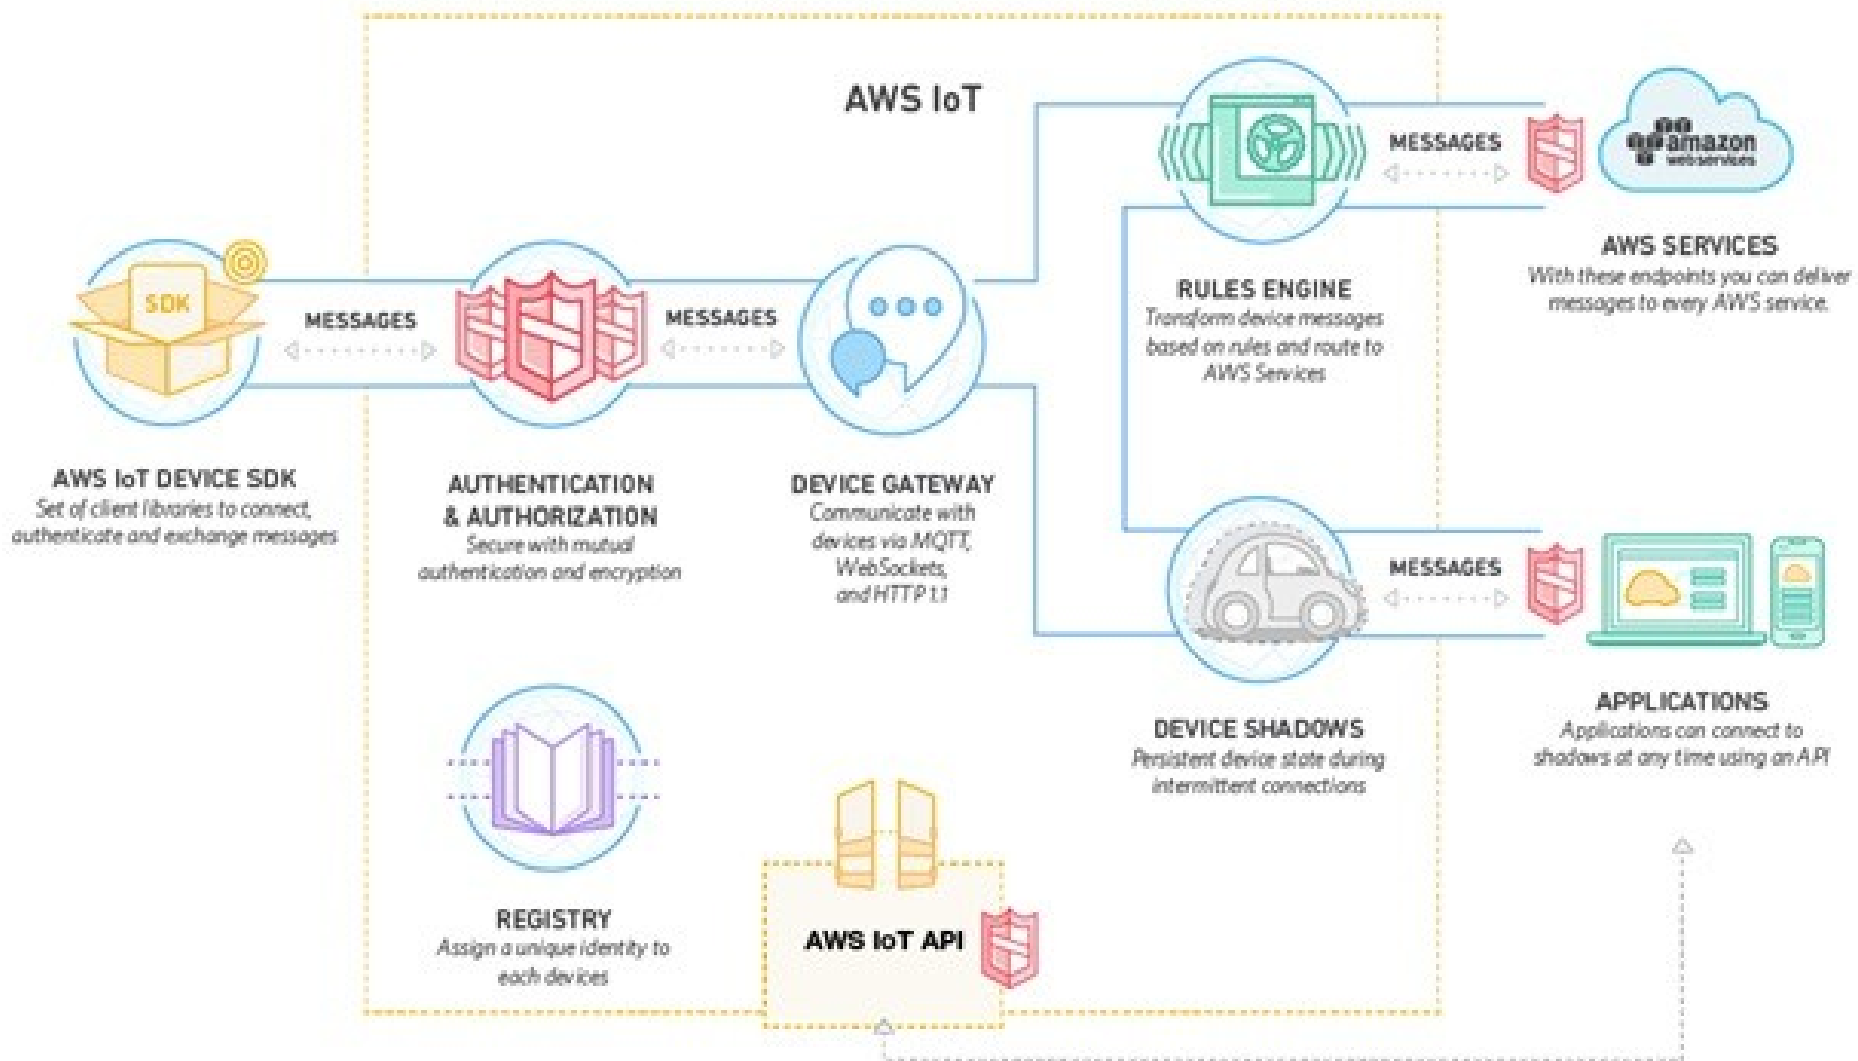 AWS IoT
SDK
MESSAGES
MESSAGES
MESSAGES
amazon
webservices
AWS IoT DEVICE SDK
Set of client libraries to connect,
authenticate and exchange messages
AUTHENTICATION
& AUTHORIZATION
Secure with mutual
authentication and encryption
DEVICE GATEWAY
Communicate with
devices via MQTT,
WebSockets,
and HTTP 1.1
RULES ENGINE
Transform device messages
based on rules and route to
AWS Services
AWS SERVICES
With these endpoints you can deliver
messages to every AWS service.
MESSAGES
DEVICE SHADOWS
Persistent device state during
intermittent connections
APPLICATIONS
Applications can connect to
shadows at any time using an API
REGISTRY
Assign a unique identity to
each devices
AWS IoT API